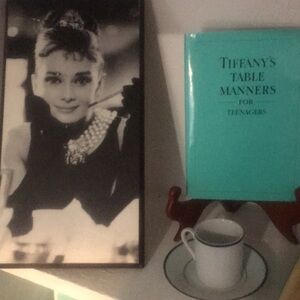 TIFFANY'S
TABLE
MANNERS
FOR
TEENAGERS